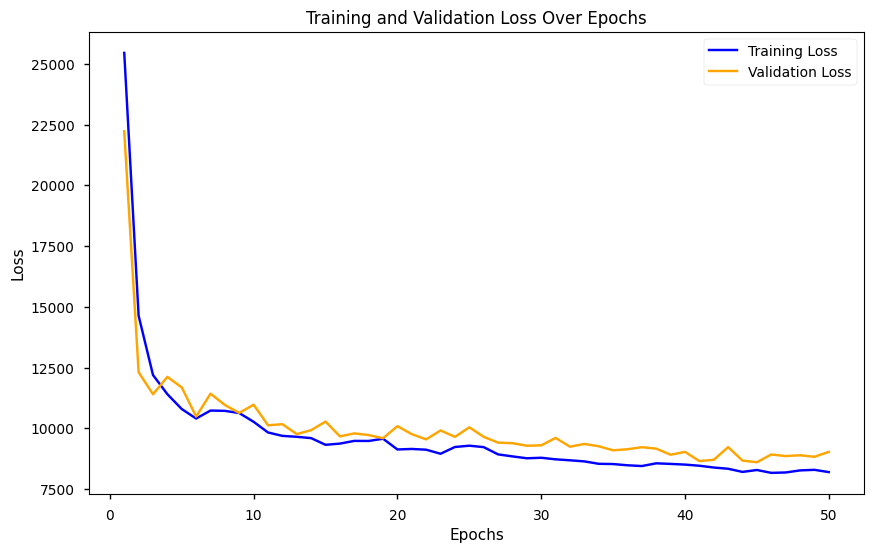 Training and Validation Loss Over Epochs
Training Loss
Validation Loss
25000
22500
20000
17500
15000
12500
10000
7500
Loss
0 10 20 30 40 50
Epochs